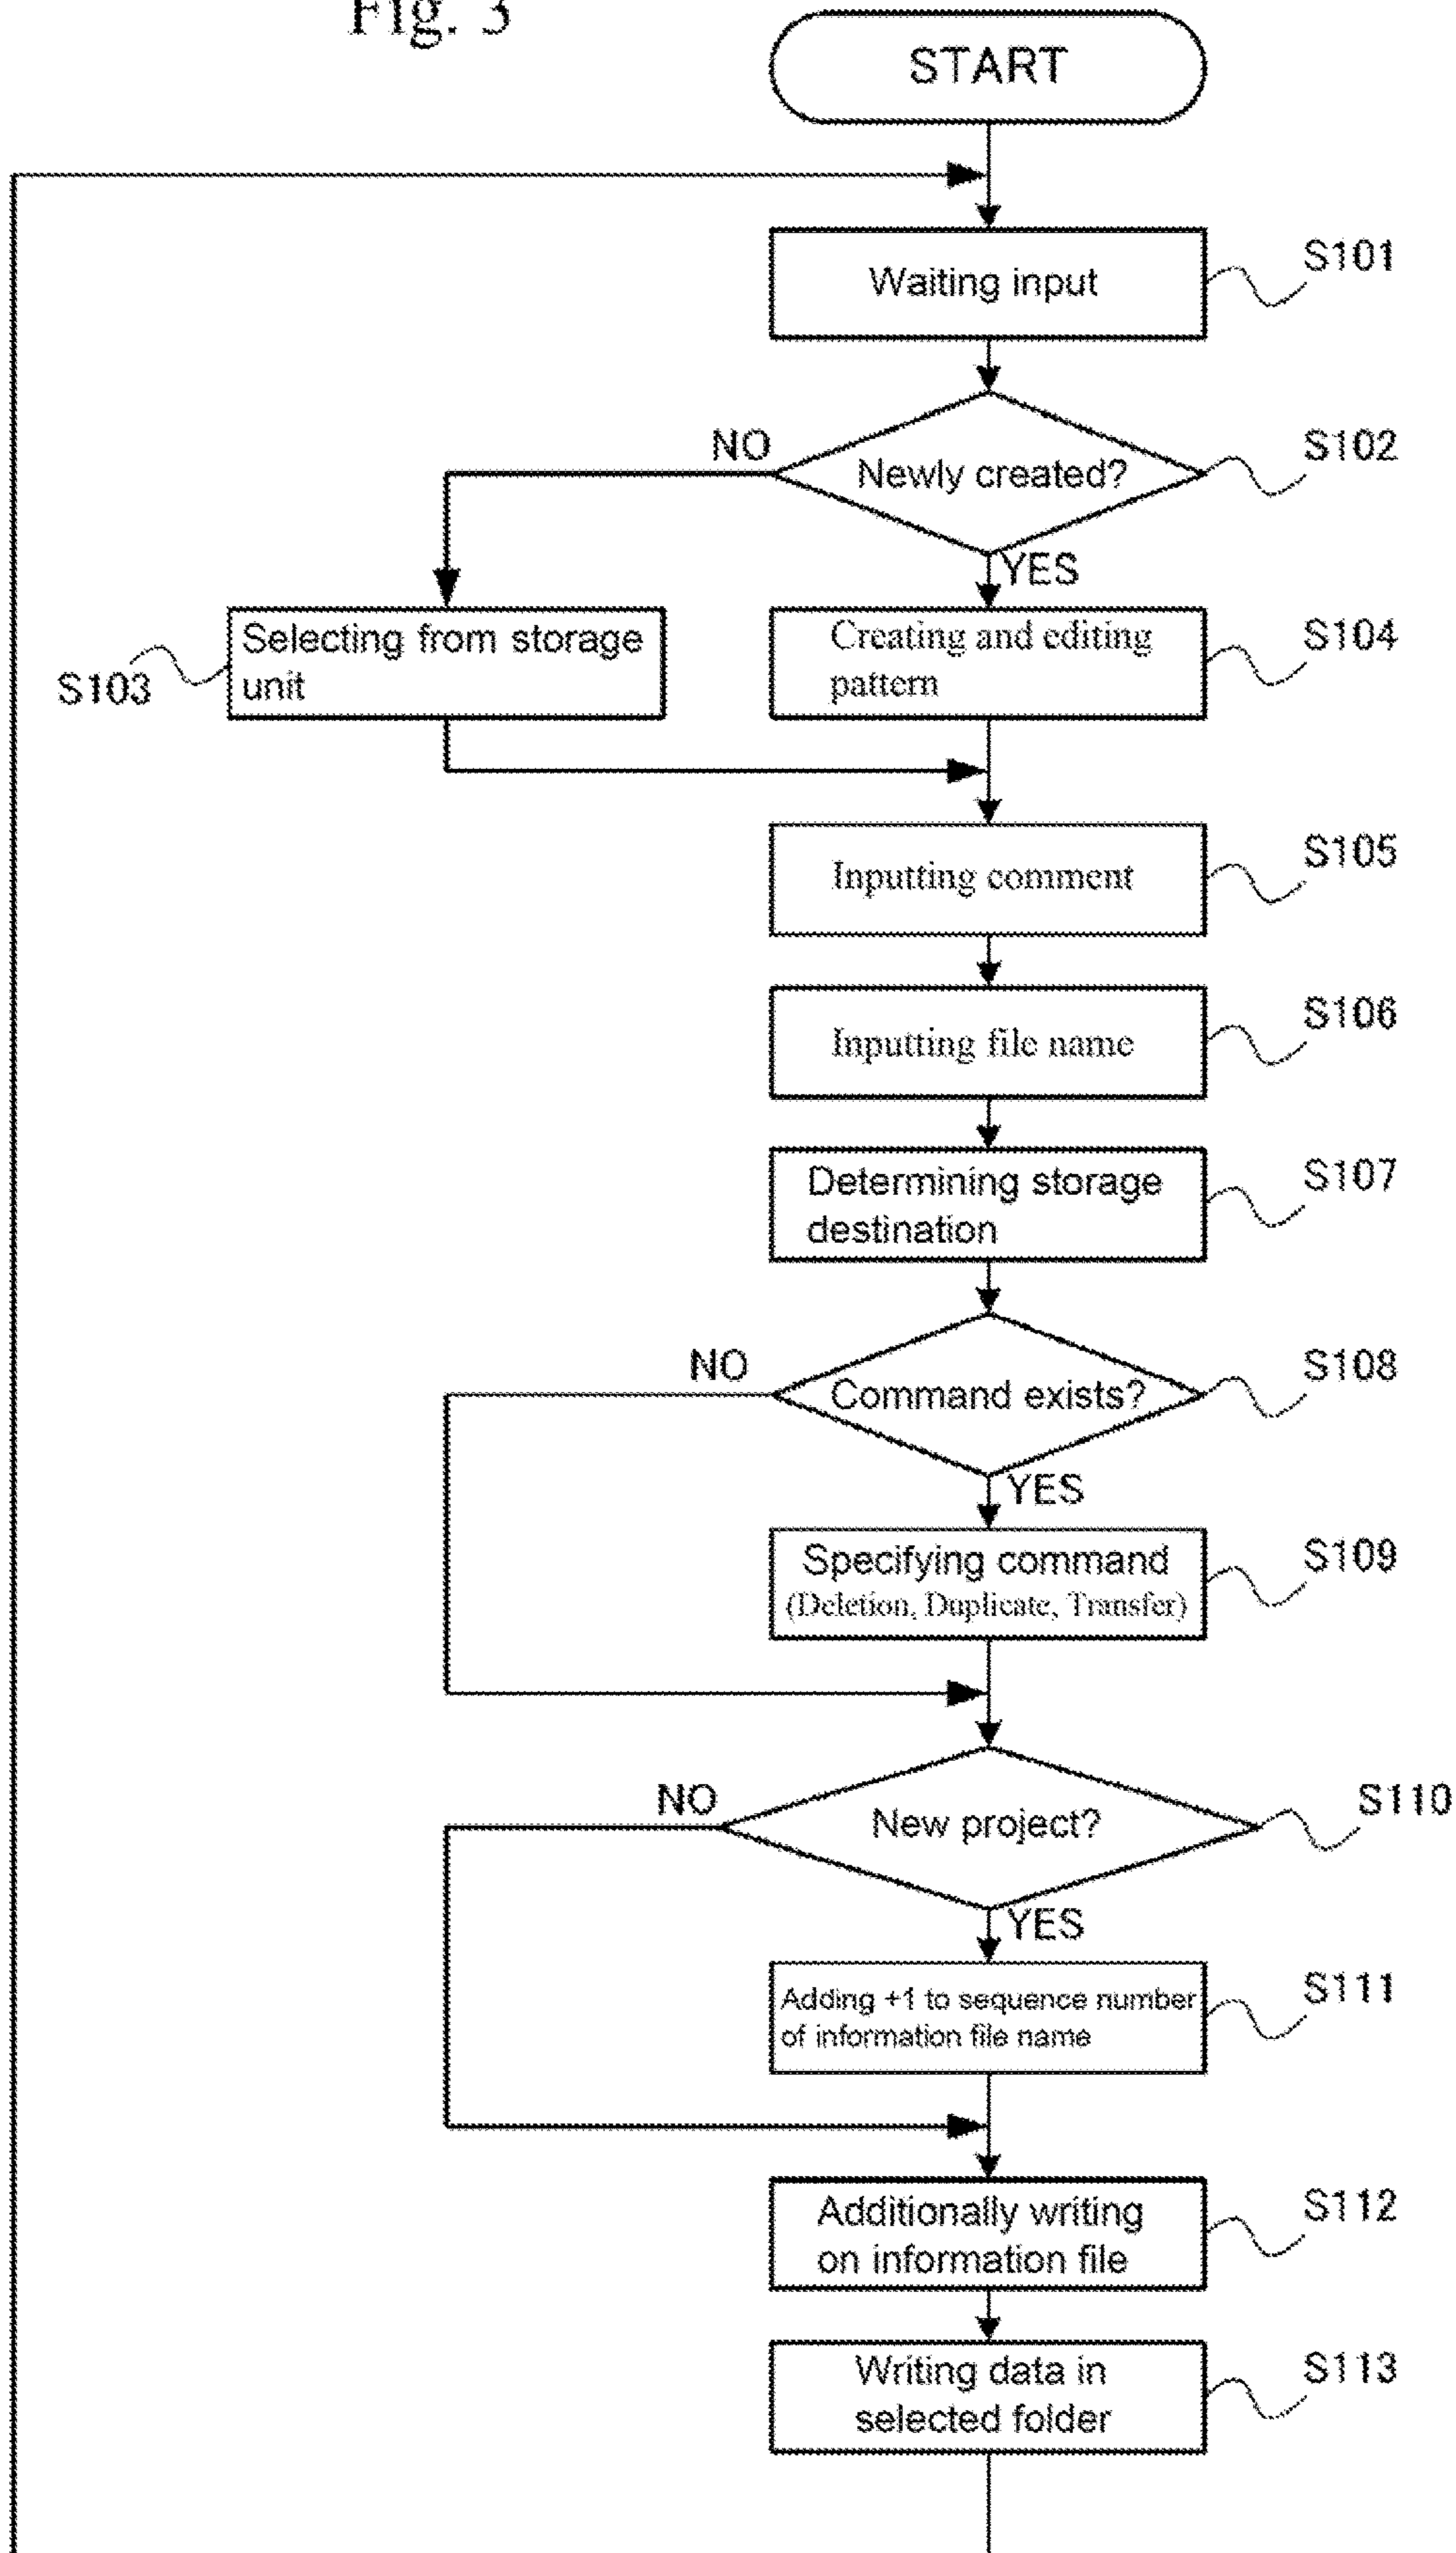 Fig. 3
START
Waiting input
S101
NO
Newly created?
S102
YES
Selecting from storage
unit
S103
Creating and editing
pattern
S104
Inputting comment
S105
Inputting file name
S106
Determining storage
destination
S107
NO
Command exists?
S108
YES
Specifying command
(Deletion, Duplicate, Transfer)
S109
NO
New project?
S110
YES
Adding +1 to sequence number
of information file name
S111
Additionally writing
on information file
S112
Writing data in
selected folder
S113